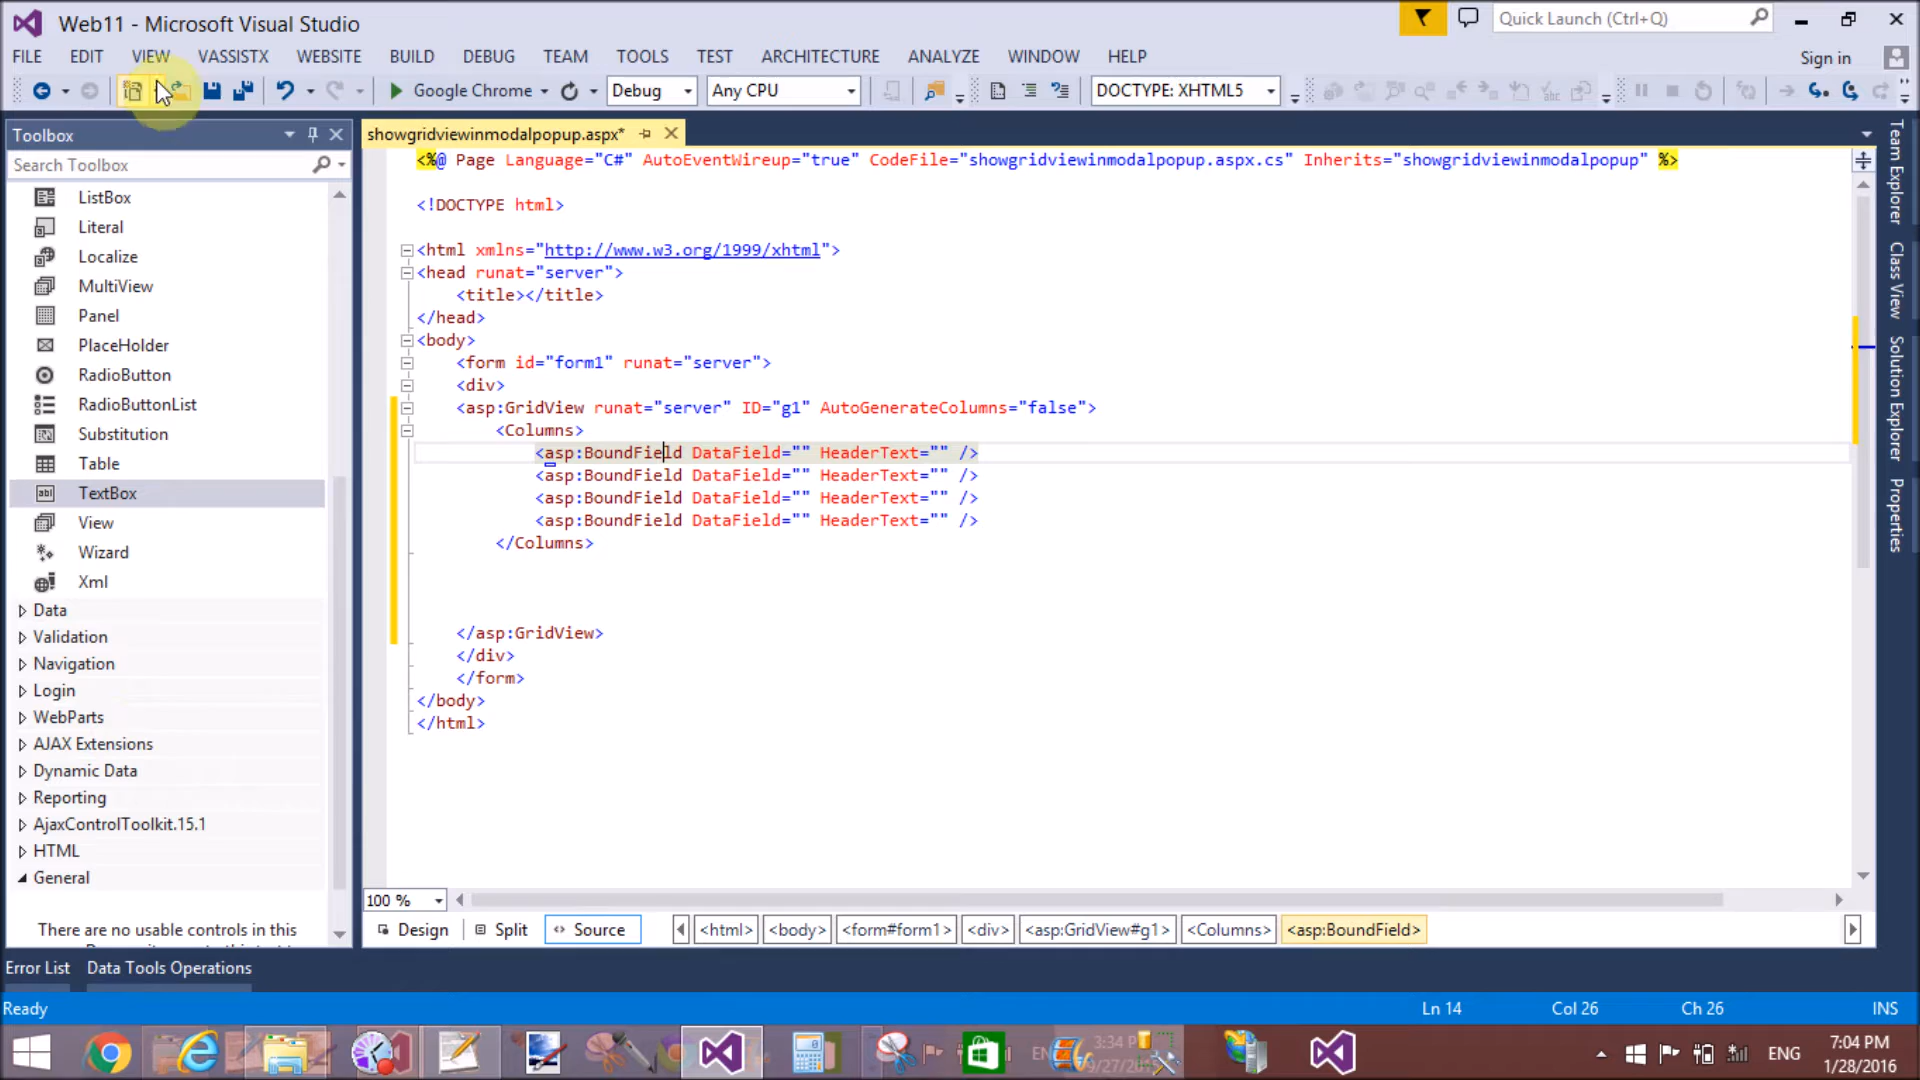 Web11 - Microsoft Visual Studio
Quick Launch (Ctrl+Q)
FILE EDIT VIEW VASSISTX WEBSITE BUILD DEBUG TEAM TOOLS TEST ARCHITECTURE ANALYZE WINDOW HELP
Sign in
Google Chrome Debug Any CPU DOCTYPE: XHTML5
Toolbox
showgridviewinmodalpopup.aspx*
Search Toolbox
ListBox
Literal
Localize
MultiView
Panel
PlaceHolder
RadioButton
RadioButtonList
Substitution
Table
TextBox
View
Wizard
Xml
Data
Validation
Navigation
Login
WebParts
AJAX Extensions
Dynamic Data
Reporting
AjaxControlToolkit.15.1
HTML
General
There are no usable controls in this
<%@ Page Language="C#" AutoEventWireup="true" CodeFile="showgridviewinmodalpopup.aspx.cs" Inherits="showgridviewinmodalpopup" %>
<!DOCTYPE html>
<html xmlns="http://www.w3.org/1999/xhtml">
<head runat="server">
<title></title>
</head>
<body>
<form id="form1" runat="server">
<div>
<asp:GridView runat="server" ID="g1" AutoGenerateColumns="false">
<Columns>
<asp:BoundField DataField="" HeaderText="" />
<asp:BoundField DataField="" HeaderText="" />
<asp:BoundField DataField="" HeaderText="" />
<asp:BoundField DataField="" HeaderText="" />
</Columns>
</asp:GridView>
</div>
</form>
</body>
</html>
Team Explorer
Class View
Solution Explorer
Properties
100 %
Design Split Source <html> <body> <form#form1> <div> <asp:GridView#g1> <Columns> <asp:BoundField>
Error List Data Tools Operations
Ready
Ln 14 Col 26 Ch 26 INS
3:34 P
9/27/20
ENG
7:04 PM
1/28/2016